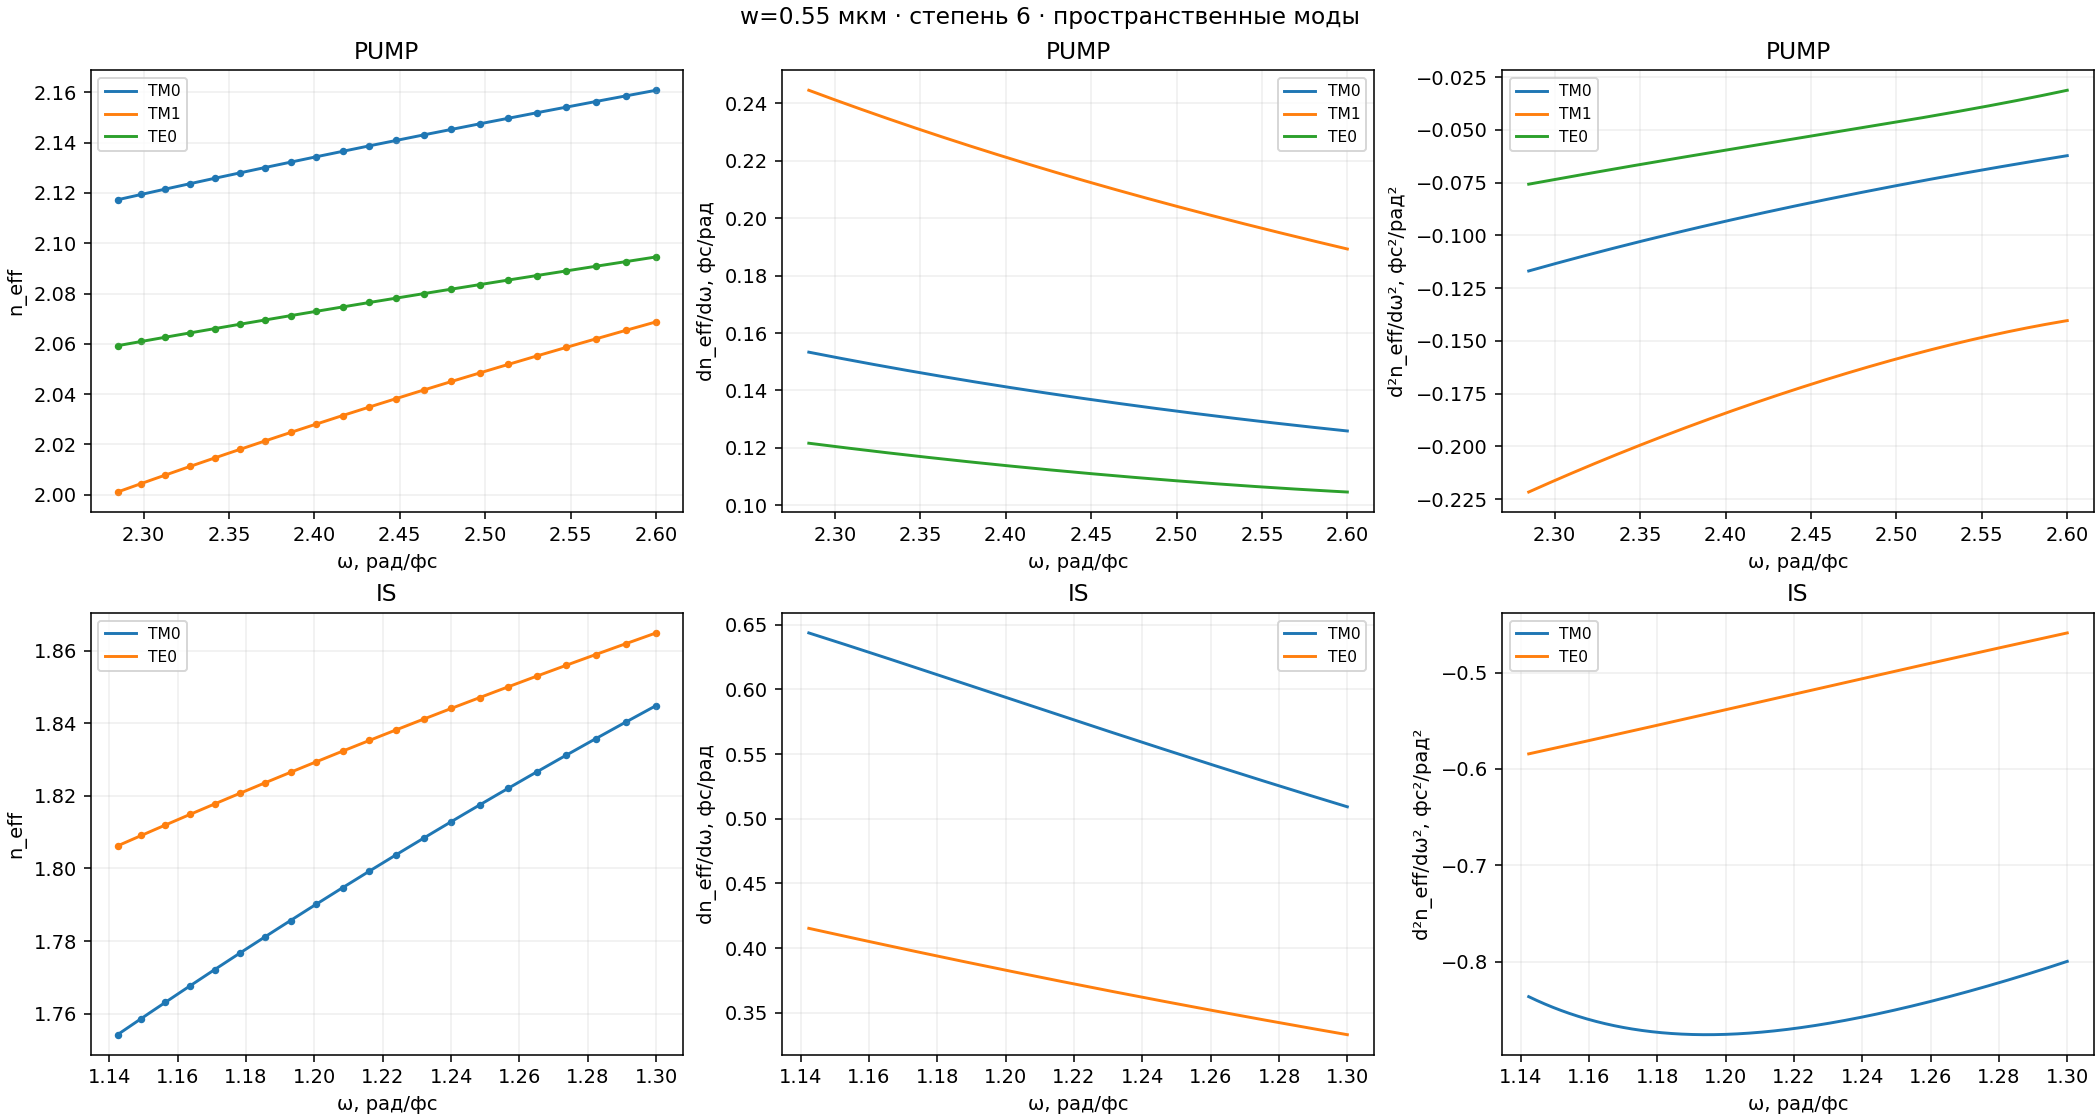 w=0.55 мкм · степень 6 · пространственные моды
PUMP
TM0
TM1
TE0
n_eff
2.16
2.14
2.12
2.10
2.08
2.06
2.04
2.02
2.00
2.30 2.35 2.40 2.45 2.50 2.55 2.60
ω, рад/фс
PUMP
TM0
TM1
TE0
dn_eff/dω, фс/рад
0.24
0.22
0.20
0.18
0.16
0.14
0.12
0.10
2.30 2.35 2.40 2.45 2.50 2.55 2.60
ω, рад/фс
PUMP
TM0
TM1
TE0
d²n_eff/dω², фс²/рад²
−0.025
−0.050
−0.075
−0.100
−0.125
−0.150
−0.175
−0.200
−0.225
2.30 2.35 2.40 2.45 2.50 2.55 2.60
ω, рад/фс
IS
TM0
TE0
n_eff
1.86
1.84
1.82
1.80
1.78
1.76
1.14 1.16 1.18 1.20 1.22 1.24 1.26 1.28 1.30
ω, рад/фс
IS
TM0
TE0
dn_eff/dω, фс/рад
0.65
0.60
0.55
0.50
0.45
0.40
0.35
1.14 1.16 1.18 1.20 1.22 1.24 1.26 1.28 1.30
ω, рад/фс
IS
TM0
TE0
d²n_eff/dω², фс²/рад²
−0.5
−0.6
−0.7
−0.8
1.14 1.16 1.18 1.20 1.22 1.24 1.26 1.28 1.30
ω, рад/фс